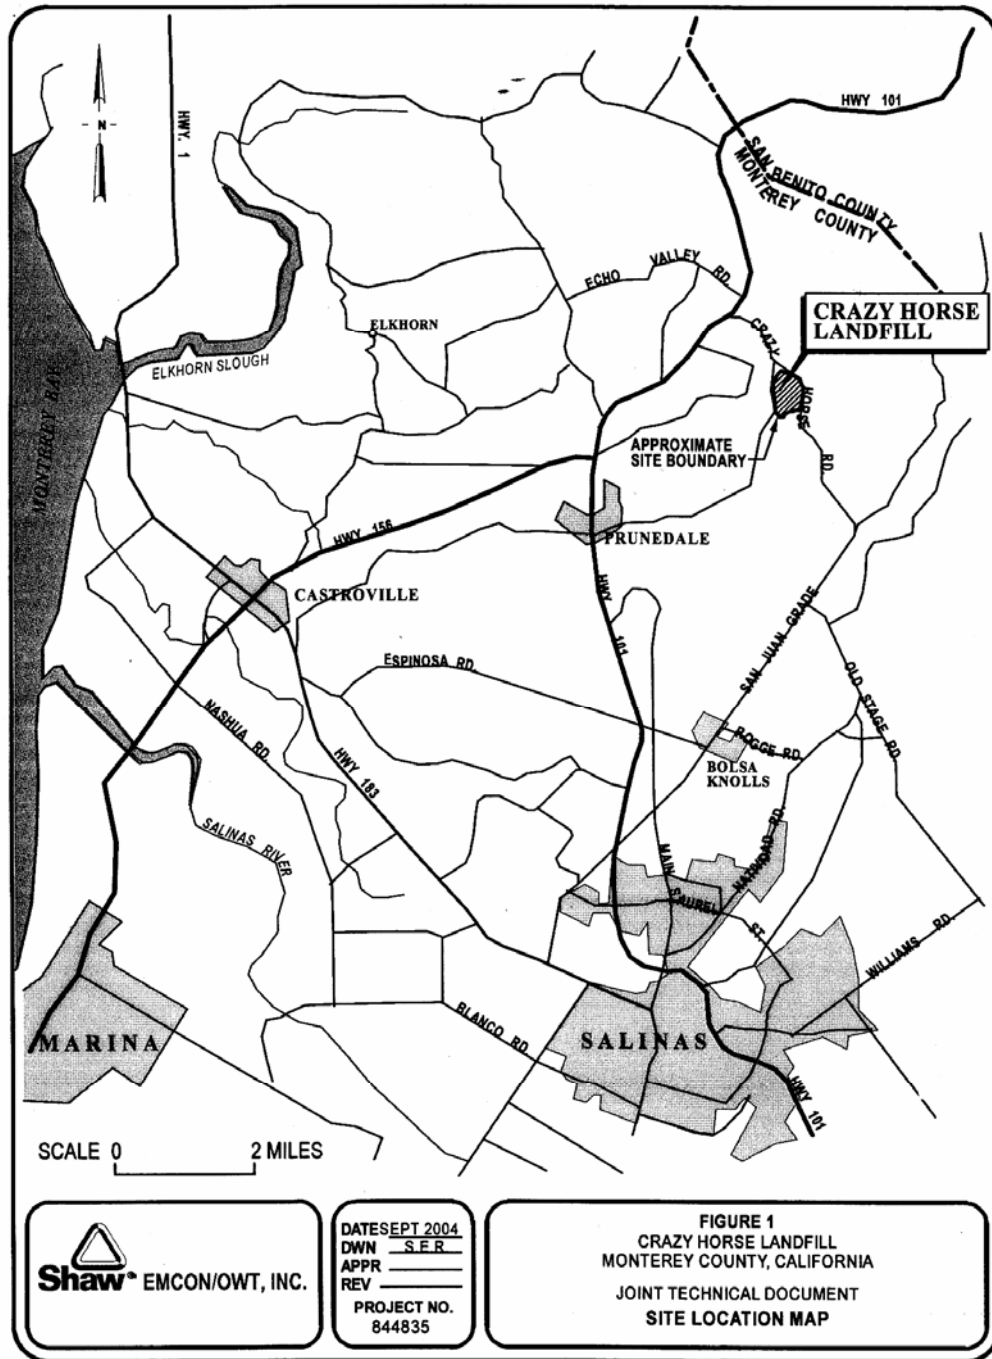 N
HWY. 1
HWY 101
SAN BENITO COUNTY
MONTEREY COUNTY
ECHO VALLEY RD.
CRAZY HORSE
LANDFILL
ELKHORN
ELKHORN SLOUGH
MONTEREY BAY
CRAZY HORSE RD.
APPROXIMATE
SITE BOUNDARY
HWY 156
PRUNEDALE
CASTROVILLE
HWY 101
SAN JUAN GRADE
ESPINOSA RD.
OLD STAGE RD.
NASHUA RD.
ROGGE RD.
BOLSA
KNOLLS
HWY 183
SALINAS RIVER
MAIN
NATIVIDAD RD.
LAUREL ST.
WILLIAMS RD.
BLANCO RD.
MARINA
SALINAS
HWY 101
SCALE 0 2 MILES
Shaw® EMCON/OWT, INC.
DATE SEPT 2004
DWN S.E.R.
APPR
REV
PROJECT NO.
844835
FIGURE 1
CRAZY HORSE LANDFILL
MONTEREY COUNTY, CALIFORNIA
JOINT TECHNICAL DOCUMENT
SITE LOCATION MAP